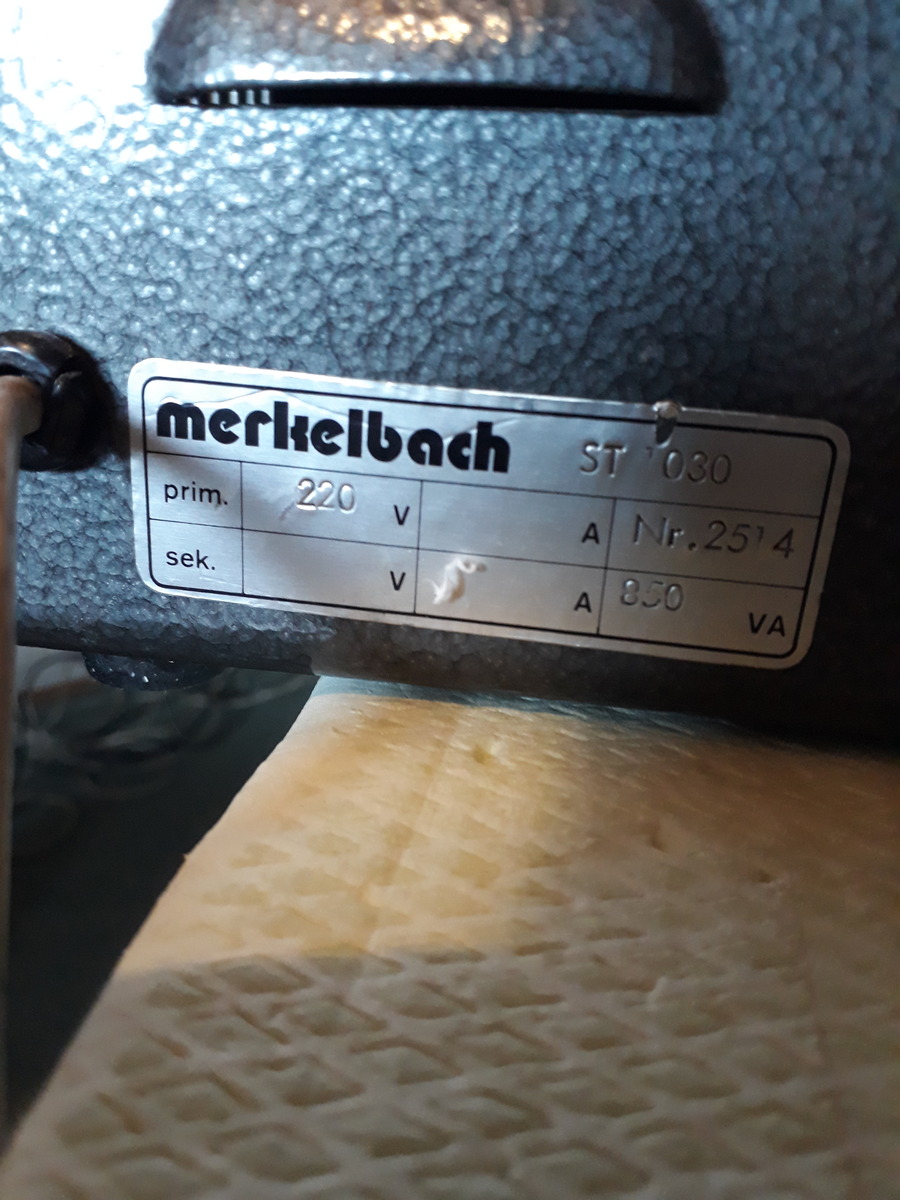 merkelbach ST 1030
prim. 220 V A Nr. 2514
sek. V A 850 VA